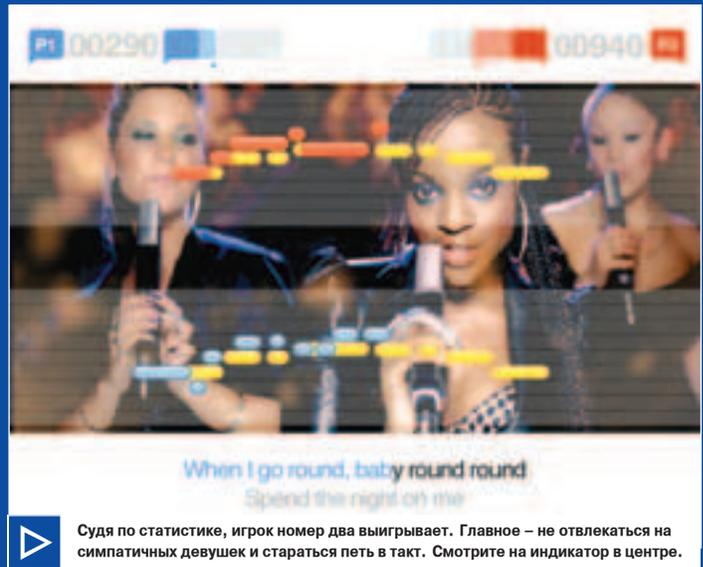 P1 00290 00940 P2
When I go round, baby round round
Spend the night on me
Судя по статистике, игрок номер два выигрывает. Главное – не отвлекаться на
симпатичных девушек и стараться петь в такт. Смотрите на индикатор в центре.